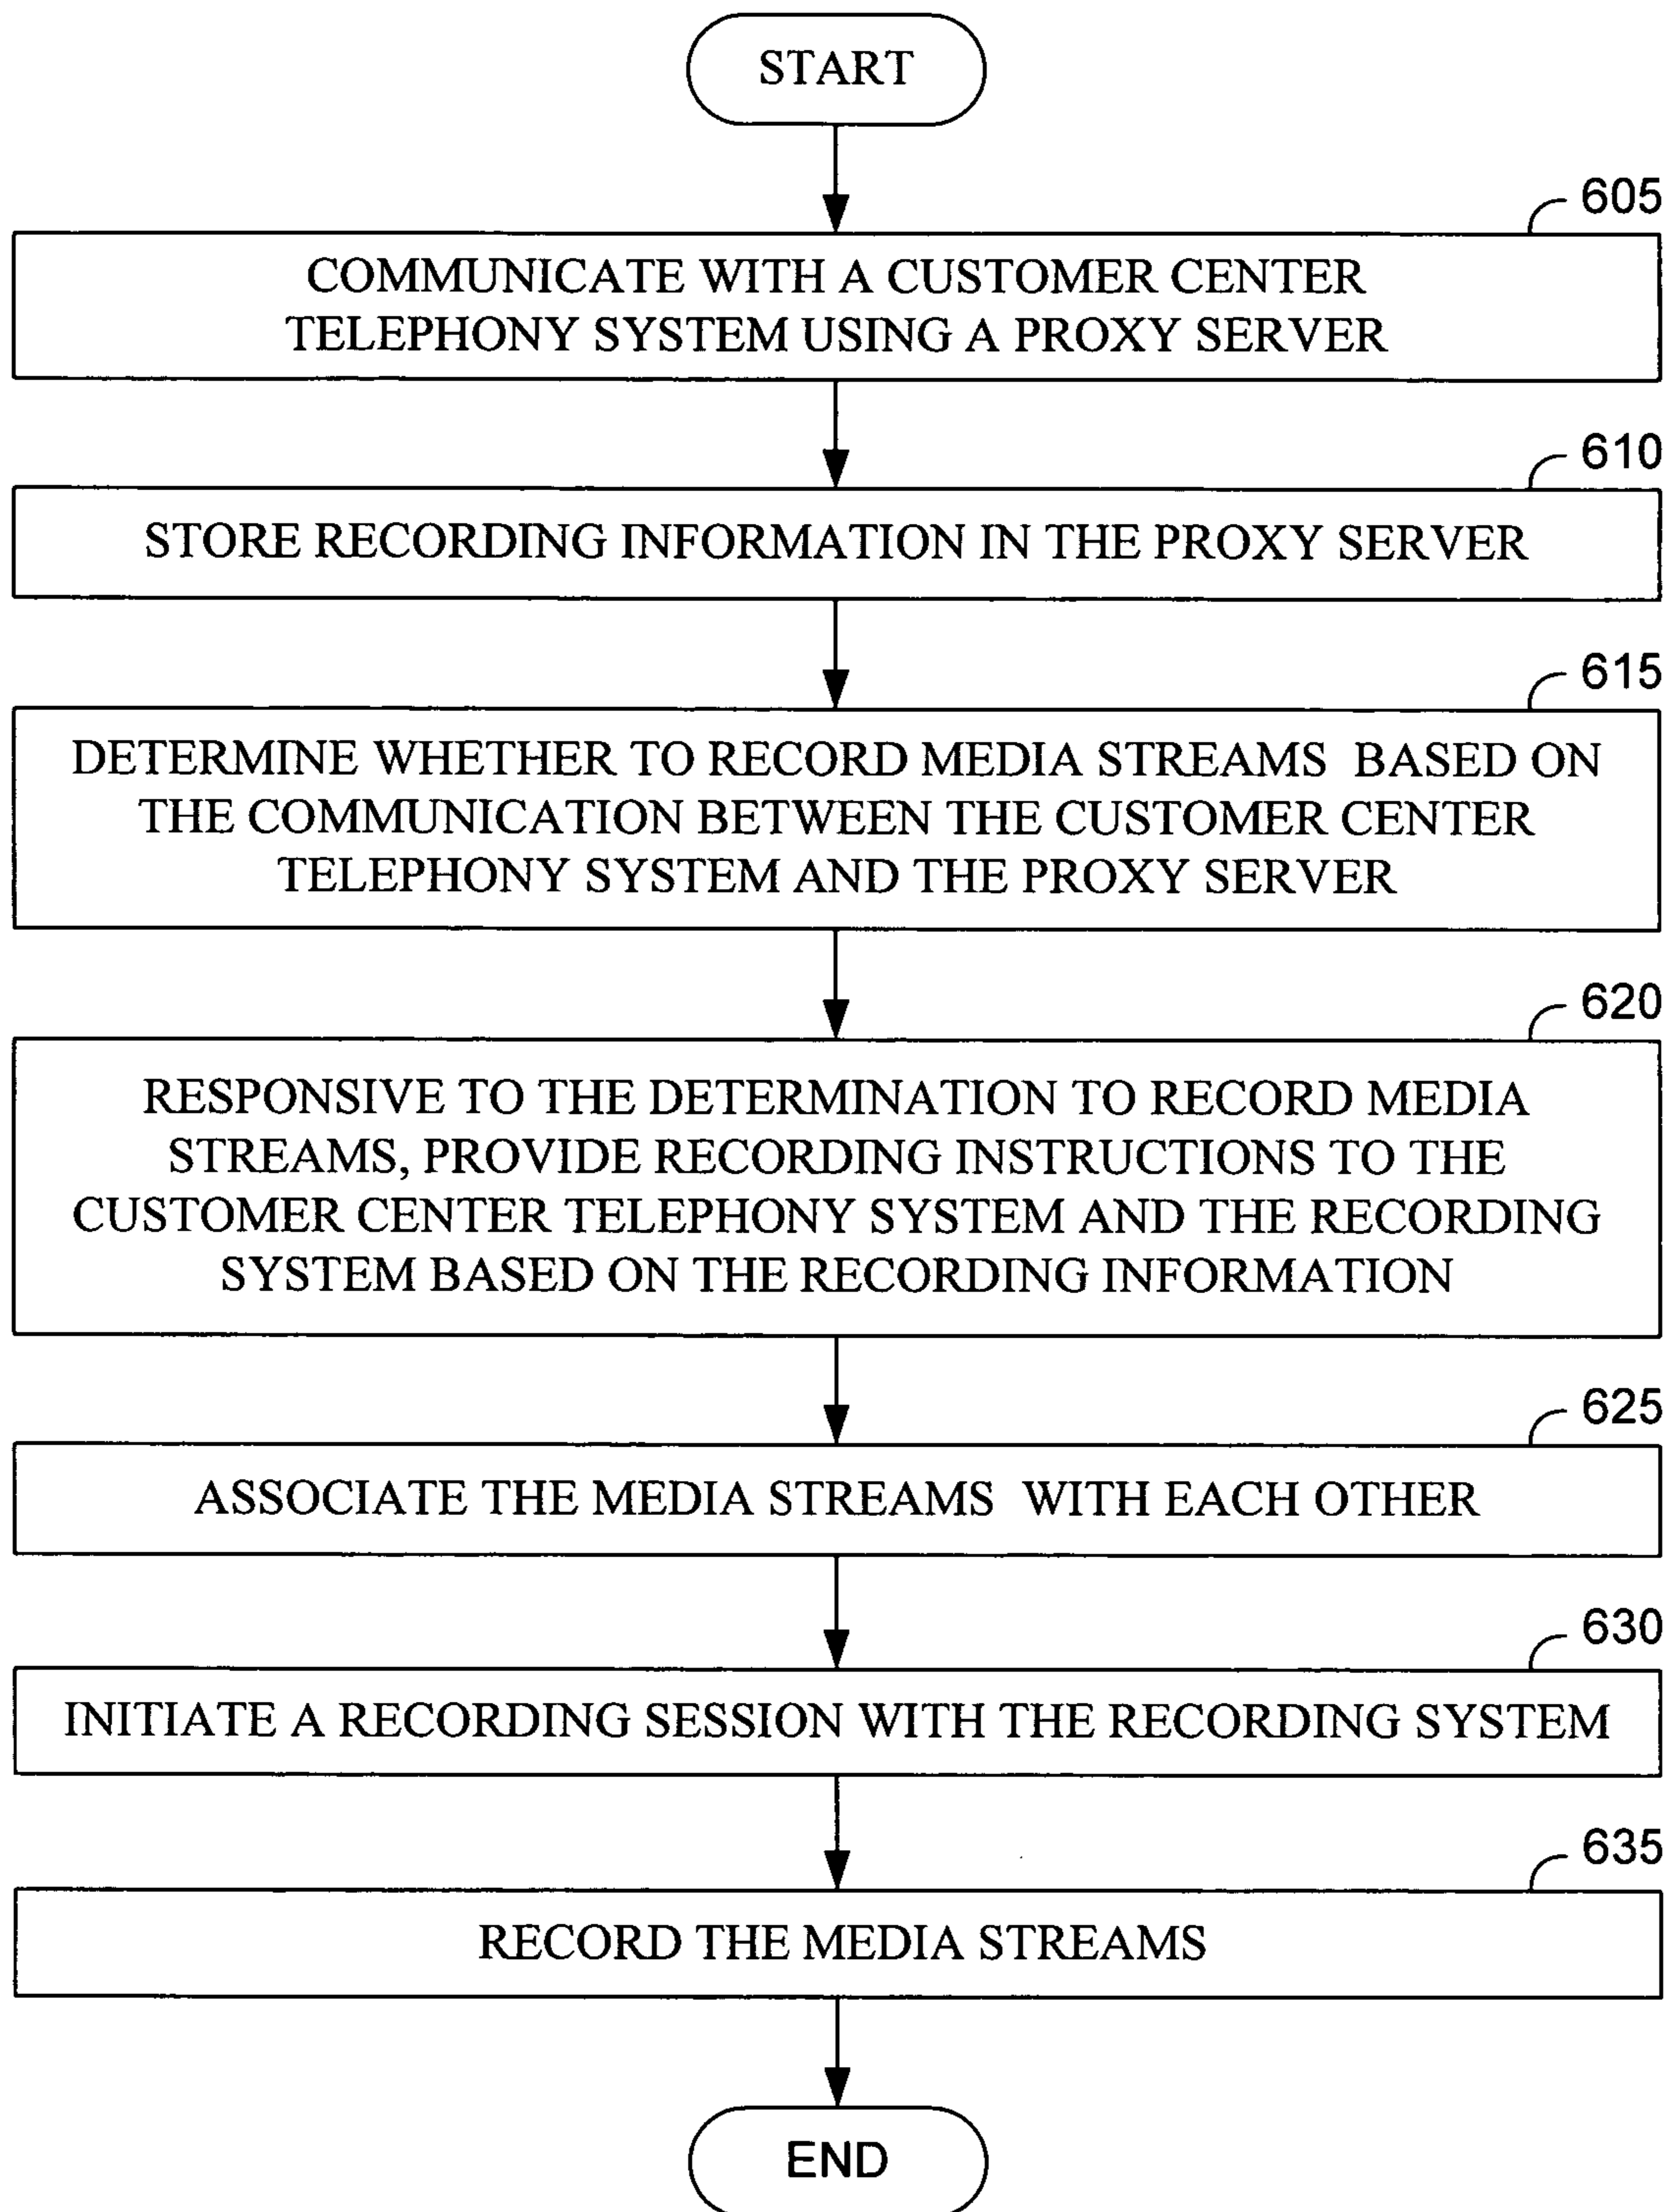 START
605
COMMUNICATE WITH A CUSTOMER CENTER
TELEPHONY SYSTEM USING A PROXY SERVER
610
STORE RECORDING INFORMATION IN THE PROXY SERVER
615
DETERMINE WHETHER TO RECORD MEDIA STREAMS BASED ON
THE COMMUNICATION BETWEEN THE CUSTOMER CENTER
TELEPHONY SYSTEM AND THE PROXY SERVER
620
RESPONSIVE TO THE DETERMINATION TO RECORD MEDIA
STREAMS, PROVIDE RECORDING INSTRUCTIONS TO THE
CUSTOMER CENTER TELEPHONY SYSTEM AND THE RECORDING
SYSTEM BASED ON THE RECORDING INFORMATION
625
ASSOCIATE THE MEDIA STREAMS WITH EACH OTHER
630
INITIATE A RECORDING SESSION WITH THE RECORDING SYSTEM
635
RECORD THE MEDIA STREAMS
END